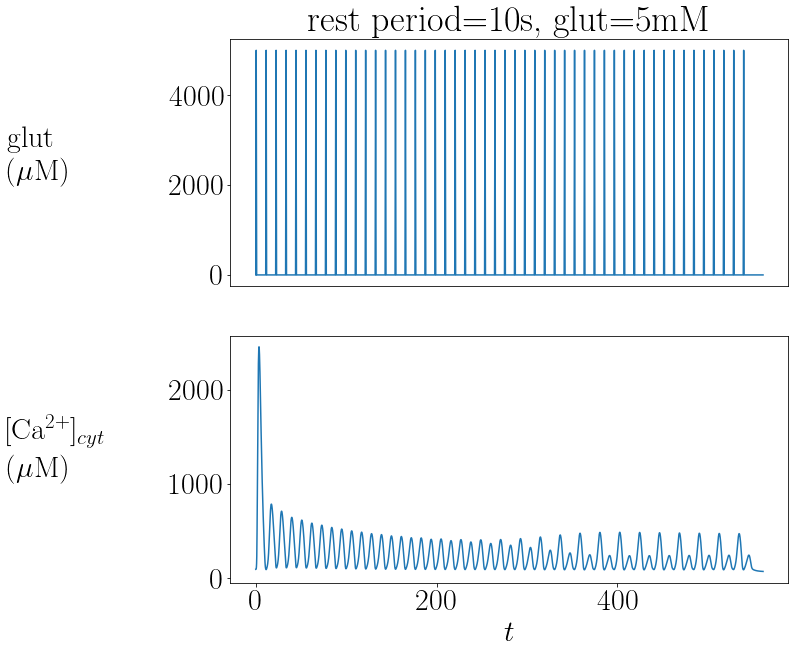 rest period=10s, glut=5mM
glut
(μM)
4000
2000
0
[Ca²⁺]cyt
(μM)
2000
1000
0
0 200 400
t